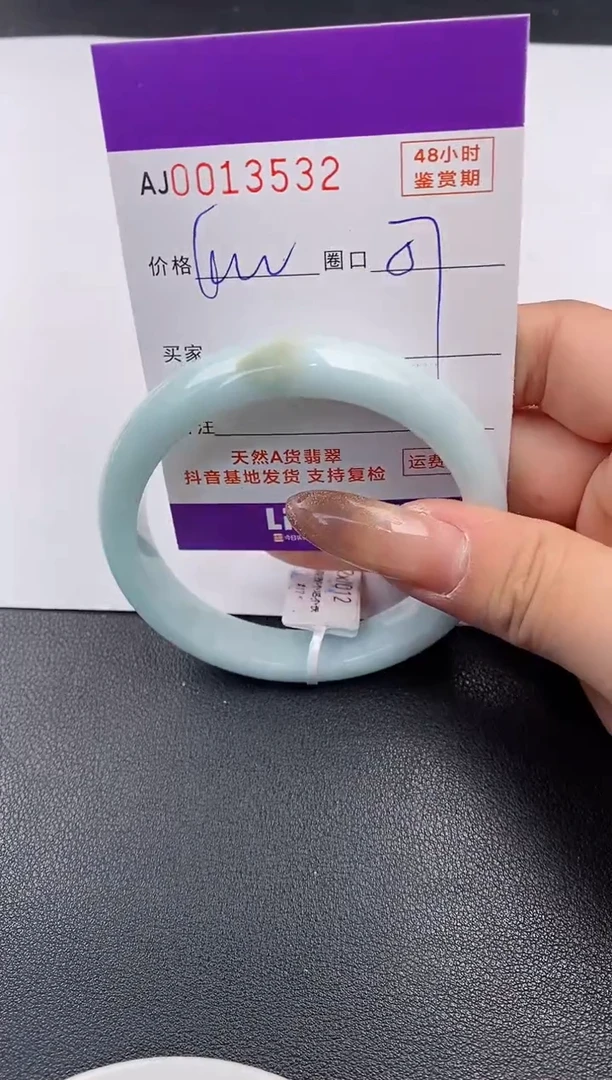 AJ0013532
48小时
鉴赏期
价格
圈口
买家
注
天然A货翡翠
抖音基地发货 支持复检
运费